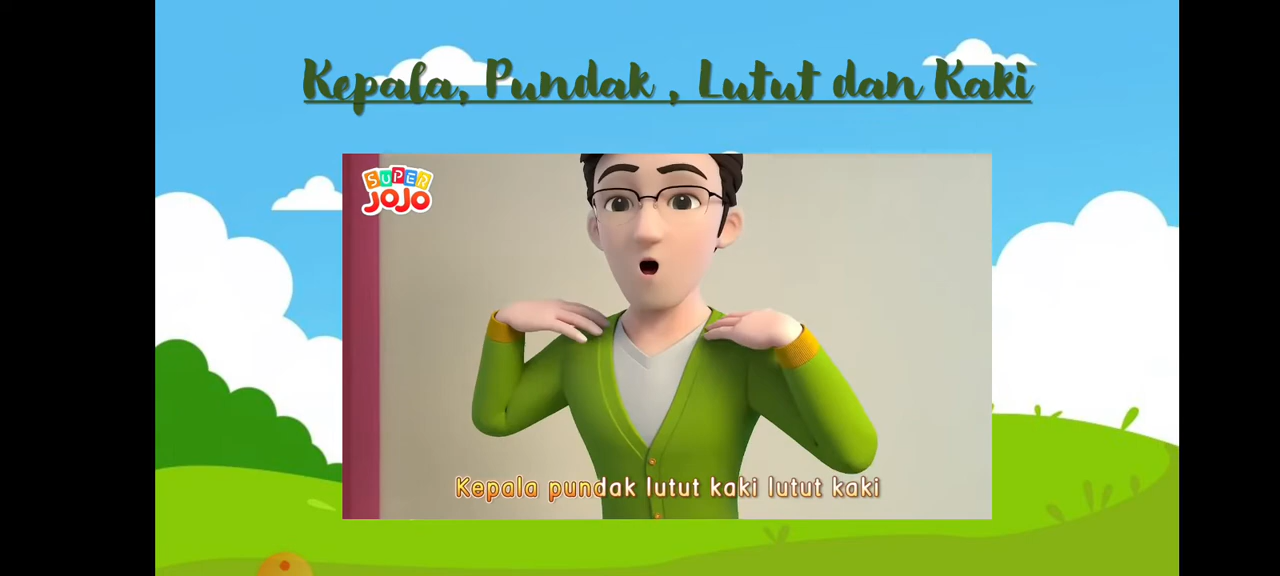 Kepala, Pundak , Lutut dan Kaki
SUPER
JOJO
Kepala pundak lutut kaki lutut kaki